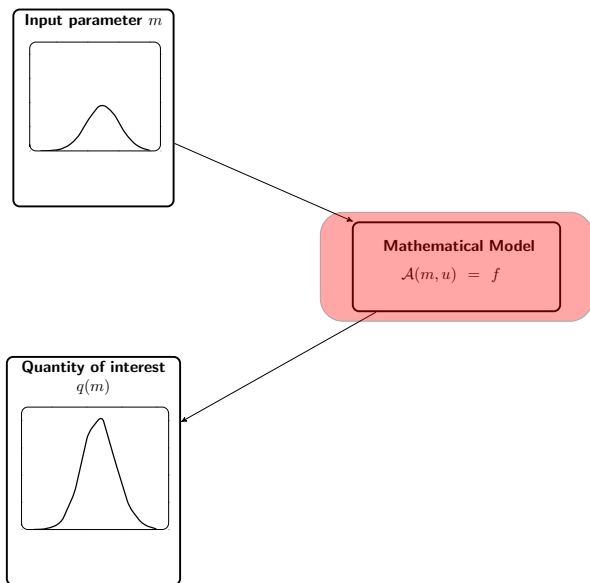 Input parameter m
Mathematical Model
𝒜(m, u) = f
Quantity of interest
q(m)